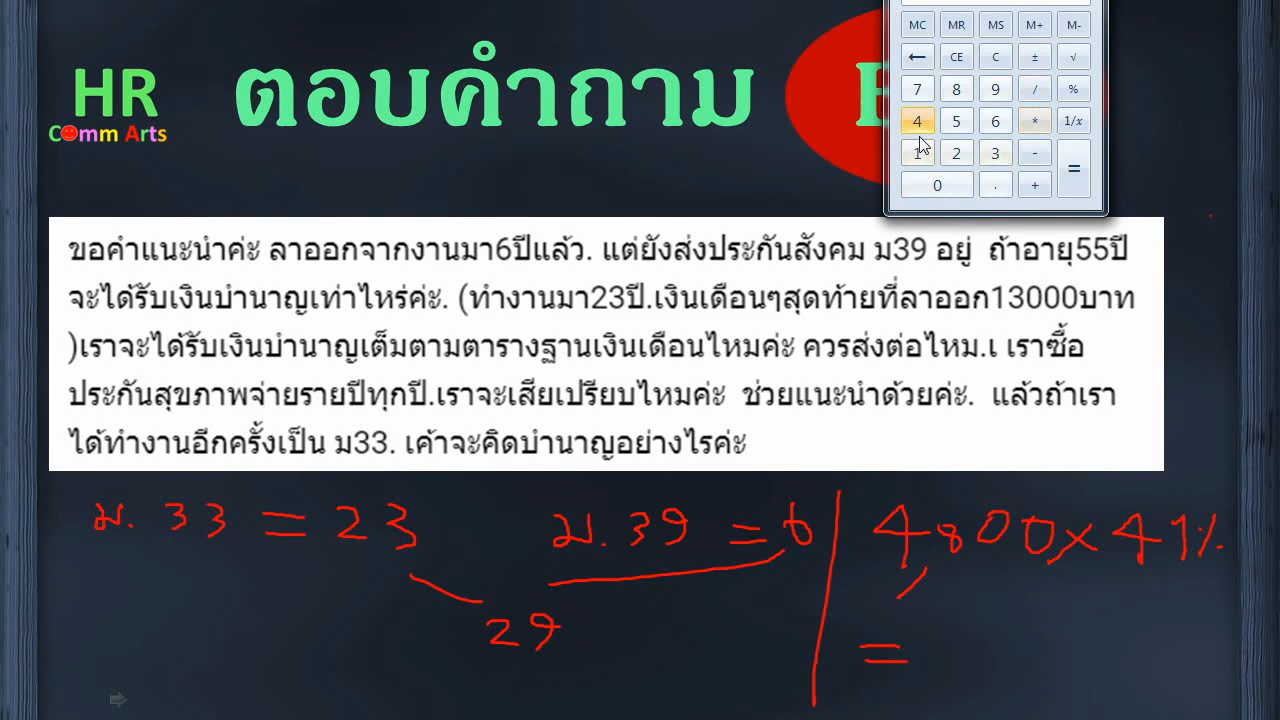 HR
Comm Arts
ตอบคำถาม
MC MR MS M+ M-
← CE C ± √
7 8 9 / %
4 5 6 * 1/x
1 2 3 - =
0 . +
ขอคำแนะนำค่ะ ลาออกจากงานมา6ปีแล้ว. แต่ยังส่งประกันสังคม ม39 อยู่ ถ้าอายุ55ปี
จะได้รับเงินบำนาญเท่าไหร่ค่ะ. (ทำงานมา23ปี.เงินเดือนๆสุดท้ายที่ลาออก13000บาท
)เราจะได้รับเงินบำนาญเต็มตามตารางฐานเงินเดือนไหมค่ะ ควรส่งต่อไหม.เ เราซื้อ
ประกันสุขภาพจ่ายรายปีทุกปี.เราจะเสียเปรียบไหมค่ะ ช่วยแนะนำด้วยค่ะ. แล้วถ้าเรา
ได้ทำงานอีกครั้งเป็น ม33. เค้าจะคิดบำนาญอย่างไรค่ะ
ม. 33 = 23 ม. 39 = 6 4,800x41%
29 =